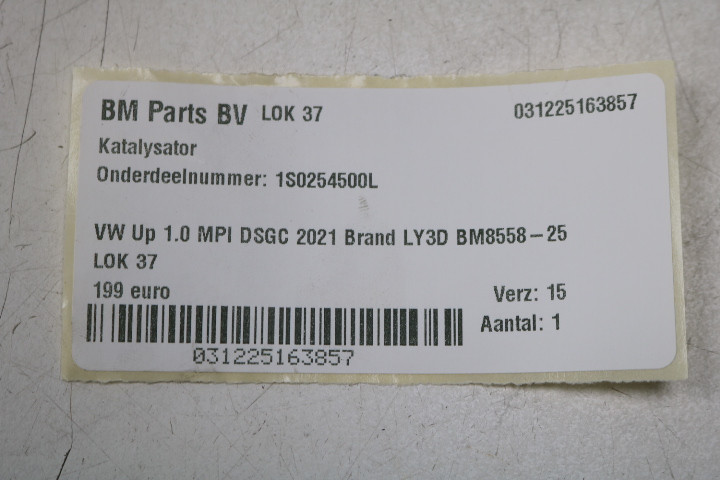 BM Parts BV LOK 37 031225163857
Katalysator
Onderdeelnummer: 1S0254500L
VW Up 1.0 MPI DSGC 2021 Brand LY3D BM8558-25
LOK 37
199 euro Verz: 15
Aantal: 1
031225163857